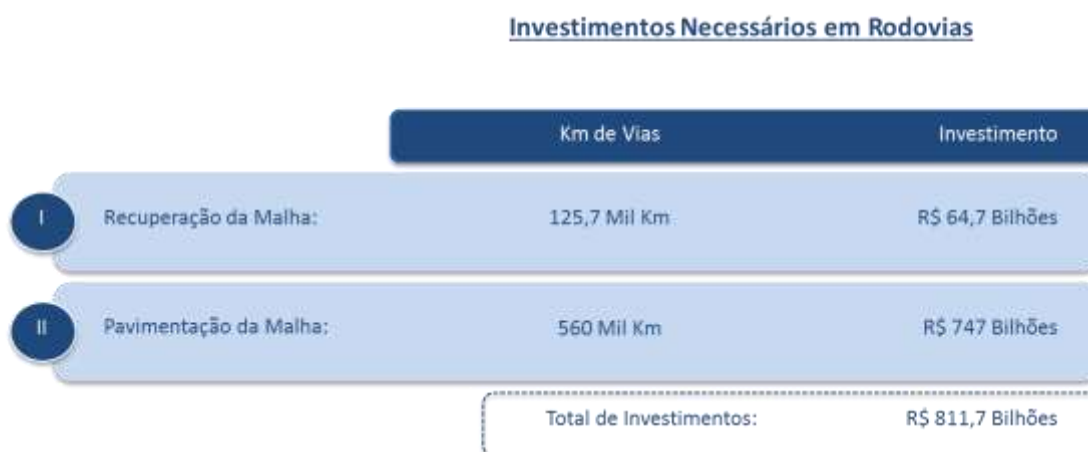 Investimentos Necessários em Rodovias
Km de Vias Investimento
I Recuperação da Malha: 125,7 Mil Km R$ 64,7 Bilhões
II Pavimentação da Malha: 560 Mil Km R$ 747 Bilhões
Total de Investimentos: R$ 811,7 Bilhões